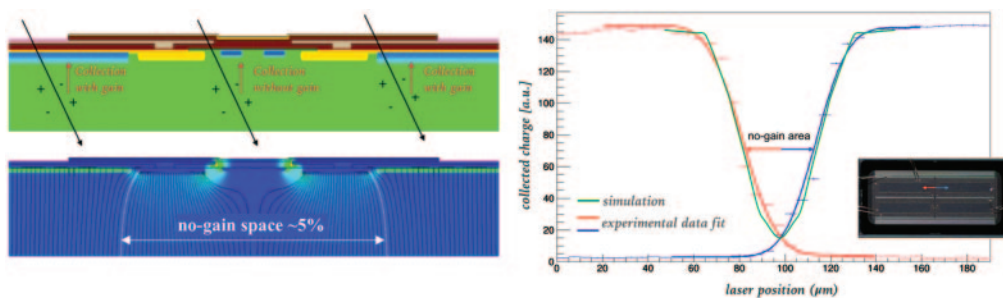 Collection with gain
Collection without gain
Collection with gain
no-gain space ~5%
collected charge [a.u.]
140
120
100
80
60
40
20
0
no-gain area
simulation
experimental data fit
0 20 40 60 80 100 120 140 160 180
laser position (μm)